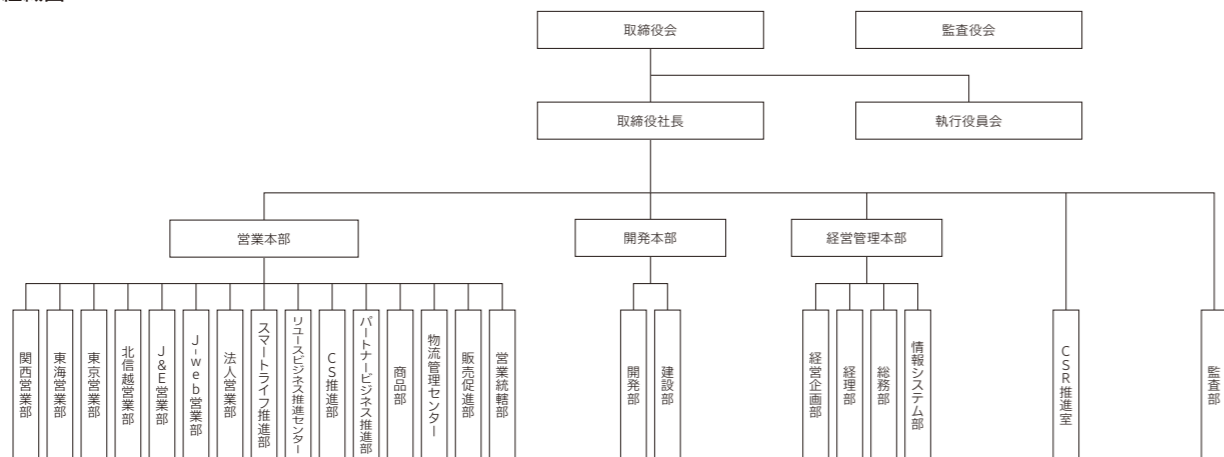 取締役会
監査役会
取締役社長
執行役員会
営業本部
開発本部
経営管理本部
関西営業部
東海営業部
東京営業部
北信越営業部
J&E営業部
J-web営業部
法人営業部
スマートライフ推進部
リユースビジネス推進センター
CS推進部
パートナービジネス推進部
商品部
物流管理センター
販売促進部
営業統轄部
開発部
建設部
経営企画部
経理部
総務部
情報システム部
CSR推進室
監査部